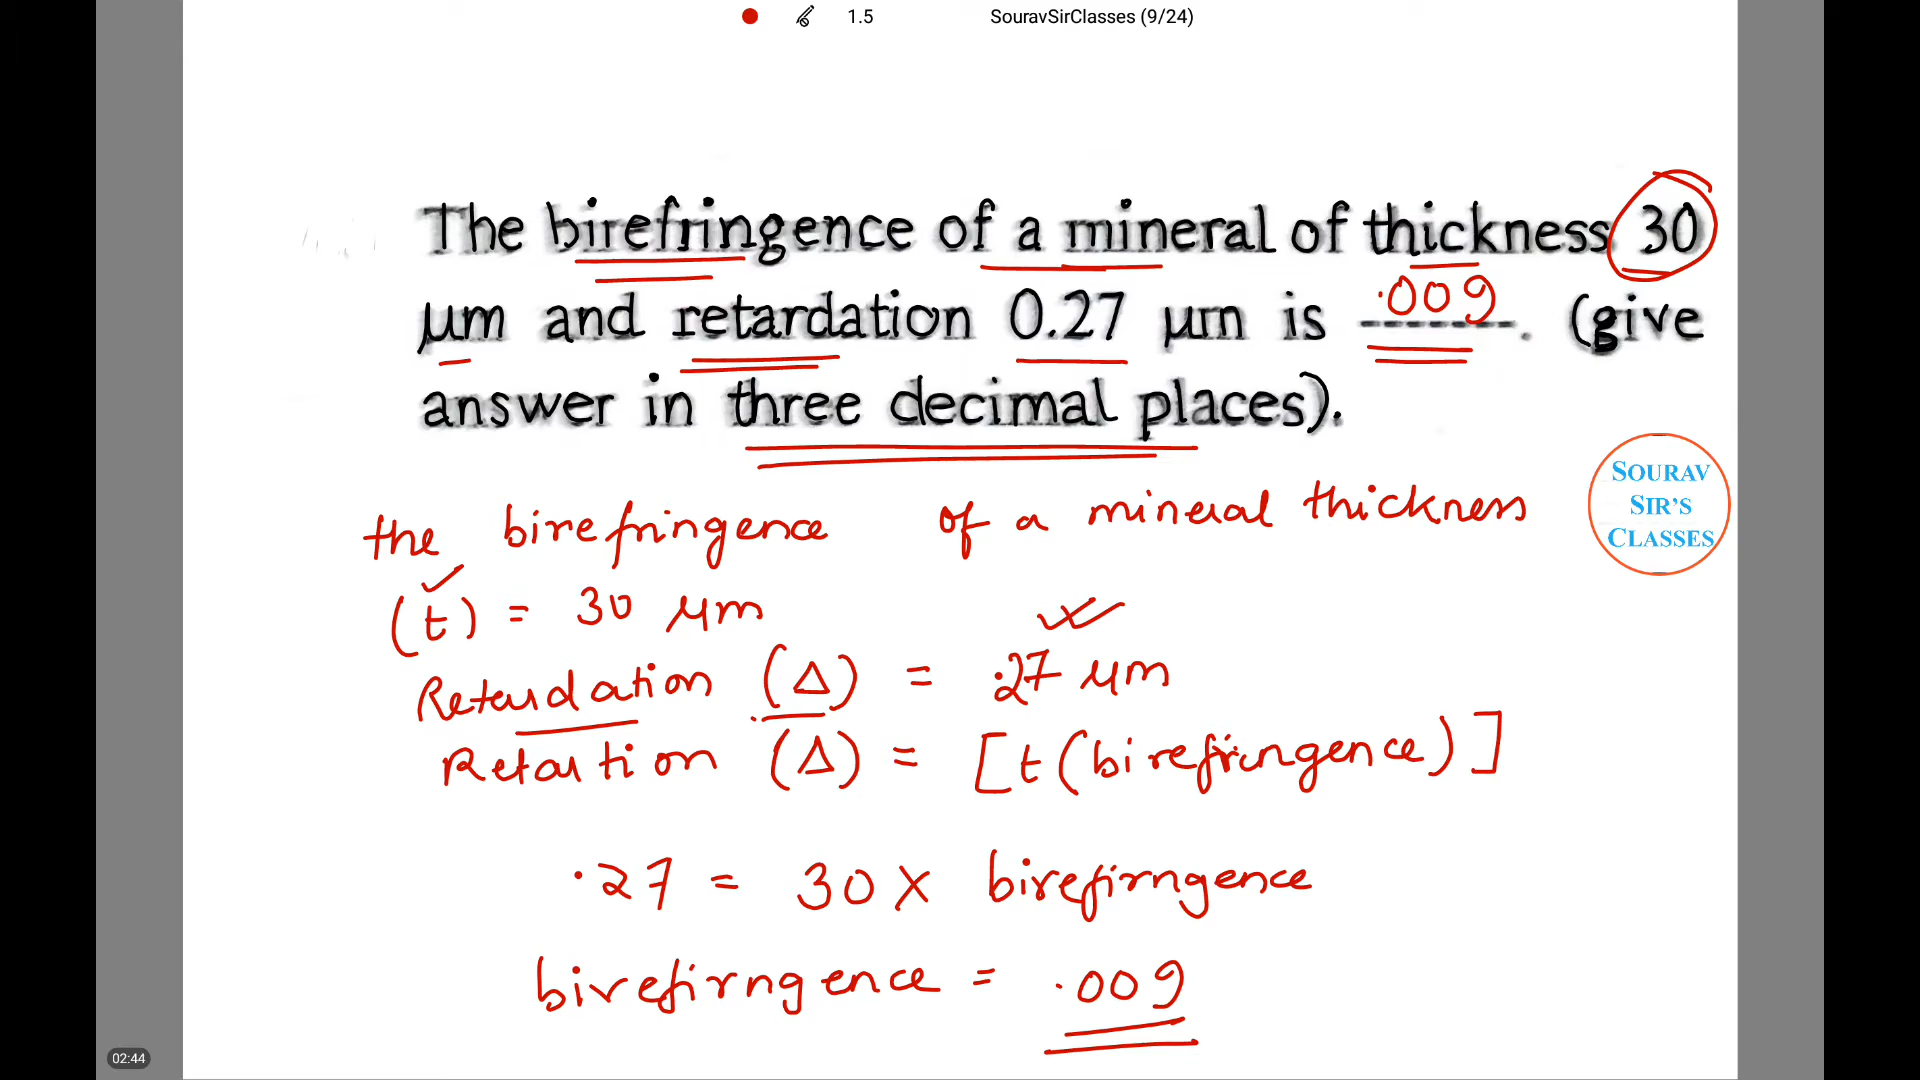 1.5 SouravSirClasses (9/24)
The birefringence of a mineral of thickness 30
µm and retardation 0.27 µm is .009 -------. (give
answer in three decimal places).
SOURAV
SIR'S
CLASSES
the birefringence of a mineral thickness
(t) = 30 µm
Retardation (Δ) = .27 µm
Retartion (Δ) = [t(birefringence)]
.27 = 30 X birefirngence
birefirngence = .009
02:44